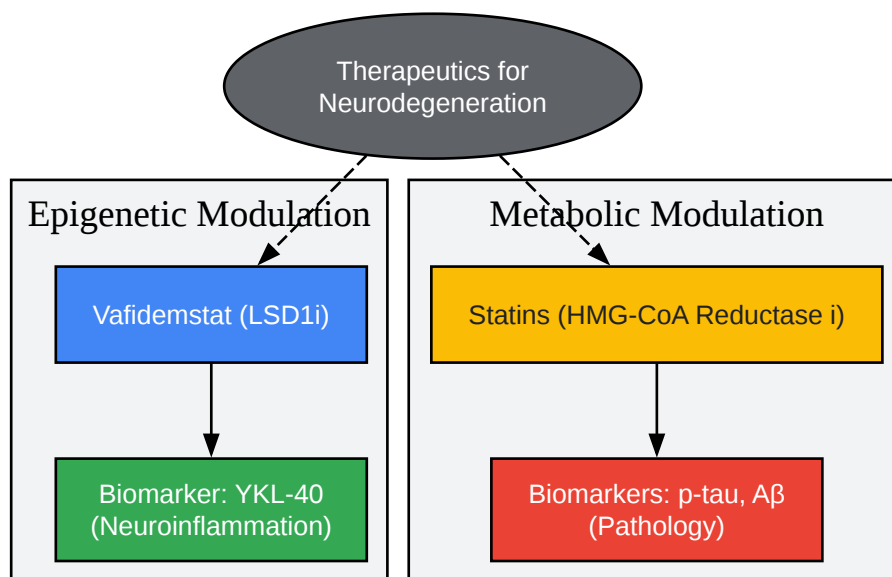 Therapeutics for
Neurodegeneration
Epigenetic Modulation
Metabolic Modulation
Vafidemstat (LSD1i)
Statins (HMG-CoA Reductase i)
Biomarker: YKL-40
(Neuroinflammation)
Biomarkers: p-tau, Aβ
(Pathology)